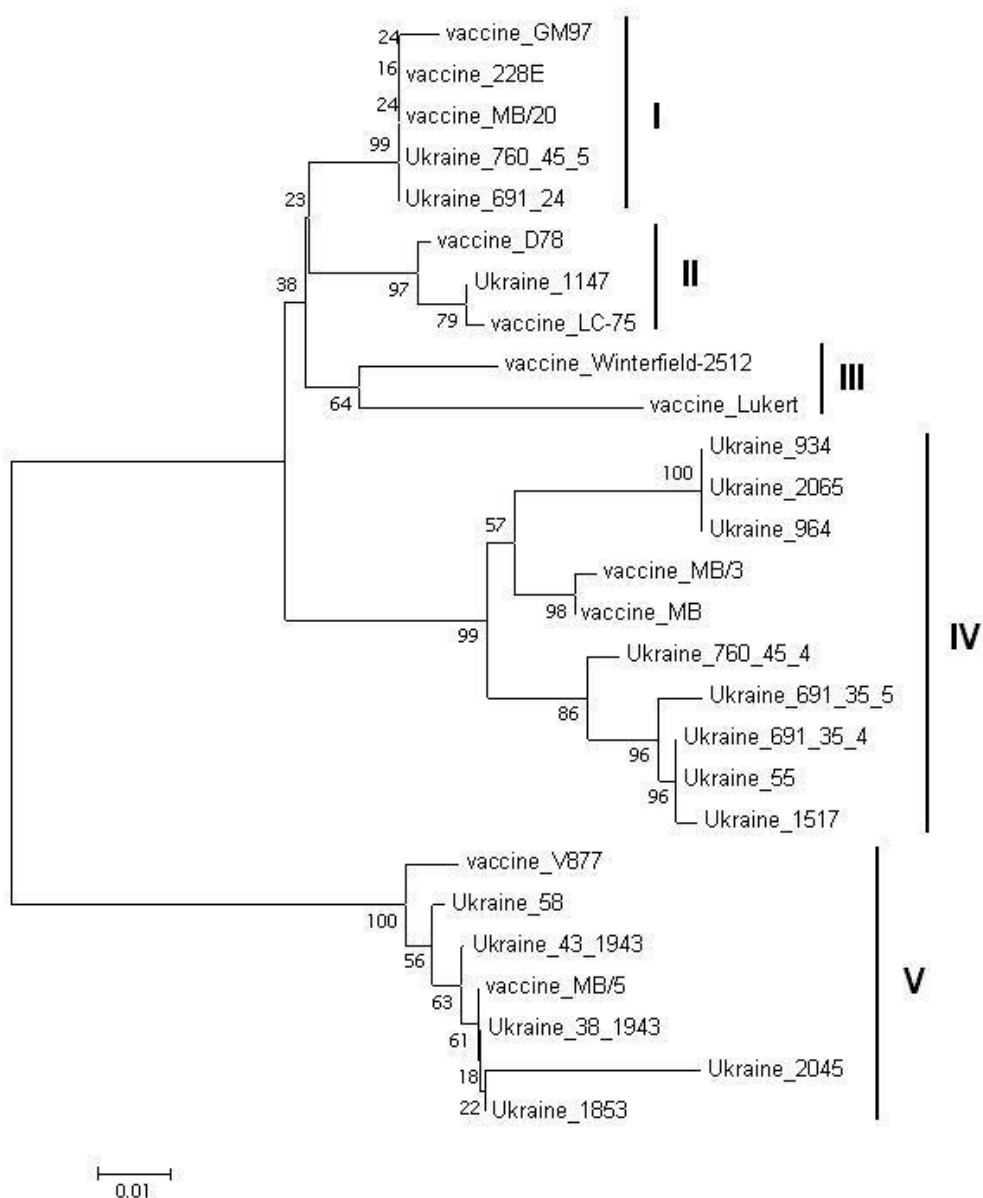 24
vaccine_GM97
16
vaccine_228E
24
vaccine_MB/20
I
99
Ukraine_760_45_5
Ukraine_691_24
23
vaccine_D78
II
38
97
Ukraine_1147
79
vaccine_LC-75
vaccine_Winterfield-2512
III
64
vaccine_Lukert
Ukraine_934
100
Ukraine_2065
57
Ukraine_964
vaccine_MB/3
98
vaccine_MB
99
IV
Ukraine_760_45_4
86
Ukraine_691_35_5
96
Ukraine_691_35_4
96
Ukraine_55
Ukraine_1517
vaccine_V877
100
Ukraine_58
56
Ukraine_43_1943
63
vaccine_MB/5
V
61
Ukraine_38_1943
18
Ukraine_2045
22
Ukraine_1853
0.01